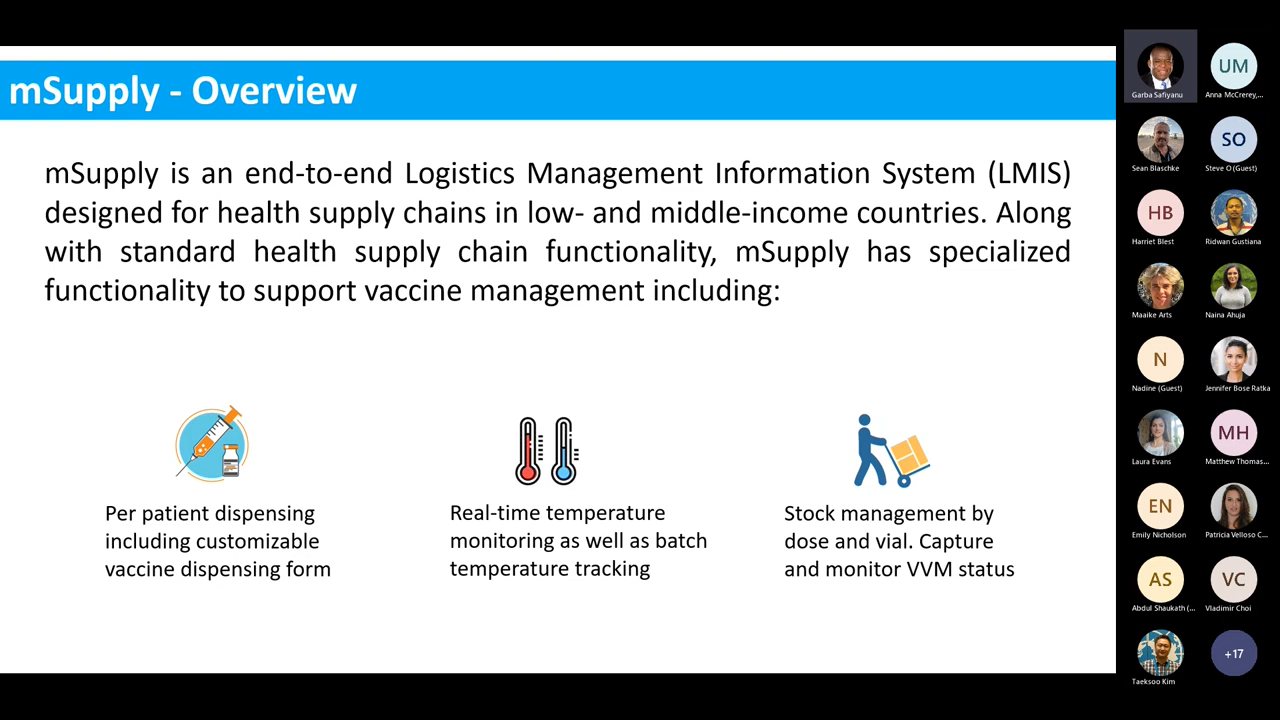 mSupply - Overview
mSupply is an end-to-end Logistics Management Information System (LMIS)
designed for health supply chains in low- and middle-income countries. Along
with standard health supply chain functionality, mSupply has specialized
functionality to support vaccine management including:
Per patient dispensing
including customizable
vaccine dispensing form
Real-time temperature
monitoring as well as batch
temperature tracking
Stock management by
dose and vial. Capture
and monitor VVM status
Garba Safiyanu
UM
Anna McCrerey,...
Sean Blaschke
SO
Steve O (Guest)
HB
Harriet Blest
Ridwan Gustiana
Maaike Arts
Naina Ahuja
N
Nadine (Guest)
Jennifer Bose Ratka
Laura Evans
MH
Matthew Thomas...
EN
Emily Nicholson
Patricia Velloso C...
AS
Abdul Shaukath (...
VC
Vladimir Choi
Taeksoo Kim
+17